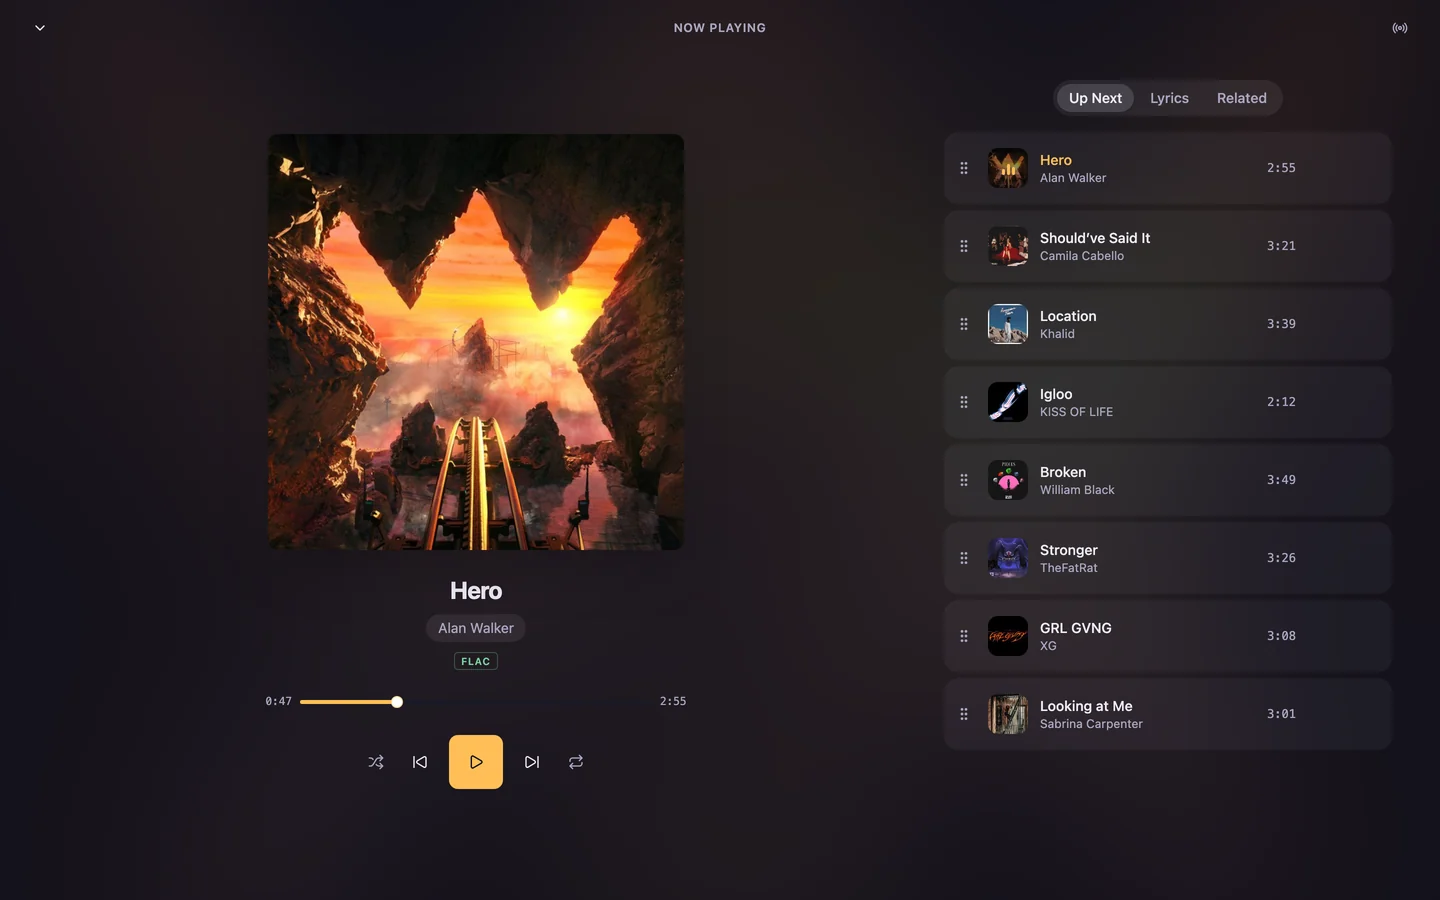 NOW PLAYING
Hero
Alan Walker
FLAC
0:47
2:55
Up Next
Lyrics
Related
Hero
Alan Walker
2:55
Should've Said It
Camila Cabello
3:21
Location
Khalid
3:39
Igloo
KISS OF LIFE
2:12
Broken
William Black
3:49
Stronger
TheFatRat
3:26
GRL GVNG
XG
3:08
Looking at Me
Sabrina Carpenter
3:01